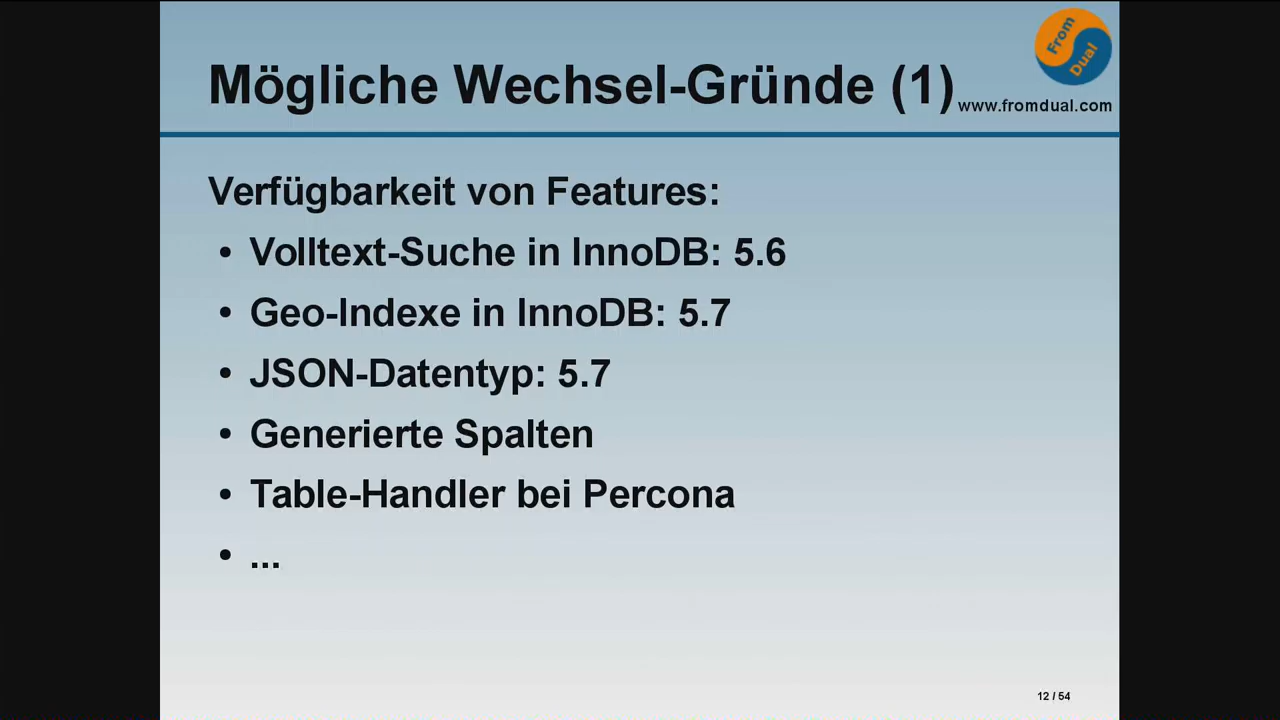 From
Dual
Mögliche Wechsel-Gründe (1)
www.fromdual.com
Verfügbarkeit von Features:
• Volltext-Suche in InnoDB: 5.6
• Geo-Indexe in InnoDB: 5.7
• JSON-Datentyp: 5.7
• Generierte Spalten
• Table-Handler bei Percona
• ...
12 / 54